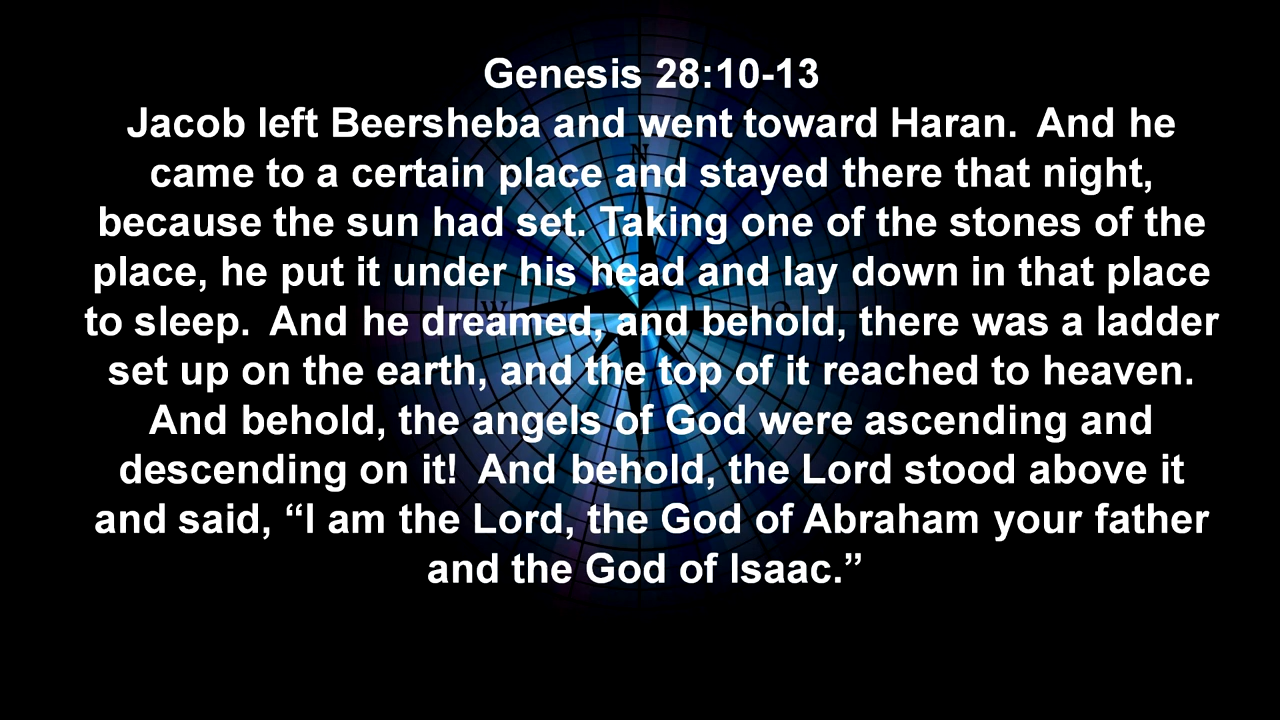 Genesis 28:10-13
Jacob left Beersheba and went toward Haran.  And he
came to a certain place and stayed there that night,
because the sun had set. Taking one of the stones of the
place, he put it under his head and lay down in that place
to sleep.  And he dreamed, and behold, there was a ladder
set up on the earth, and the top of it reached to heaven.
And behold, the angels of God were ascending and
descending on it!  And behold, the Lord stood above it
and said, “I am the Lord, the God of Abraham your father
and the God of Isaac.”
N
W
O